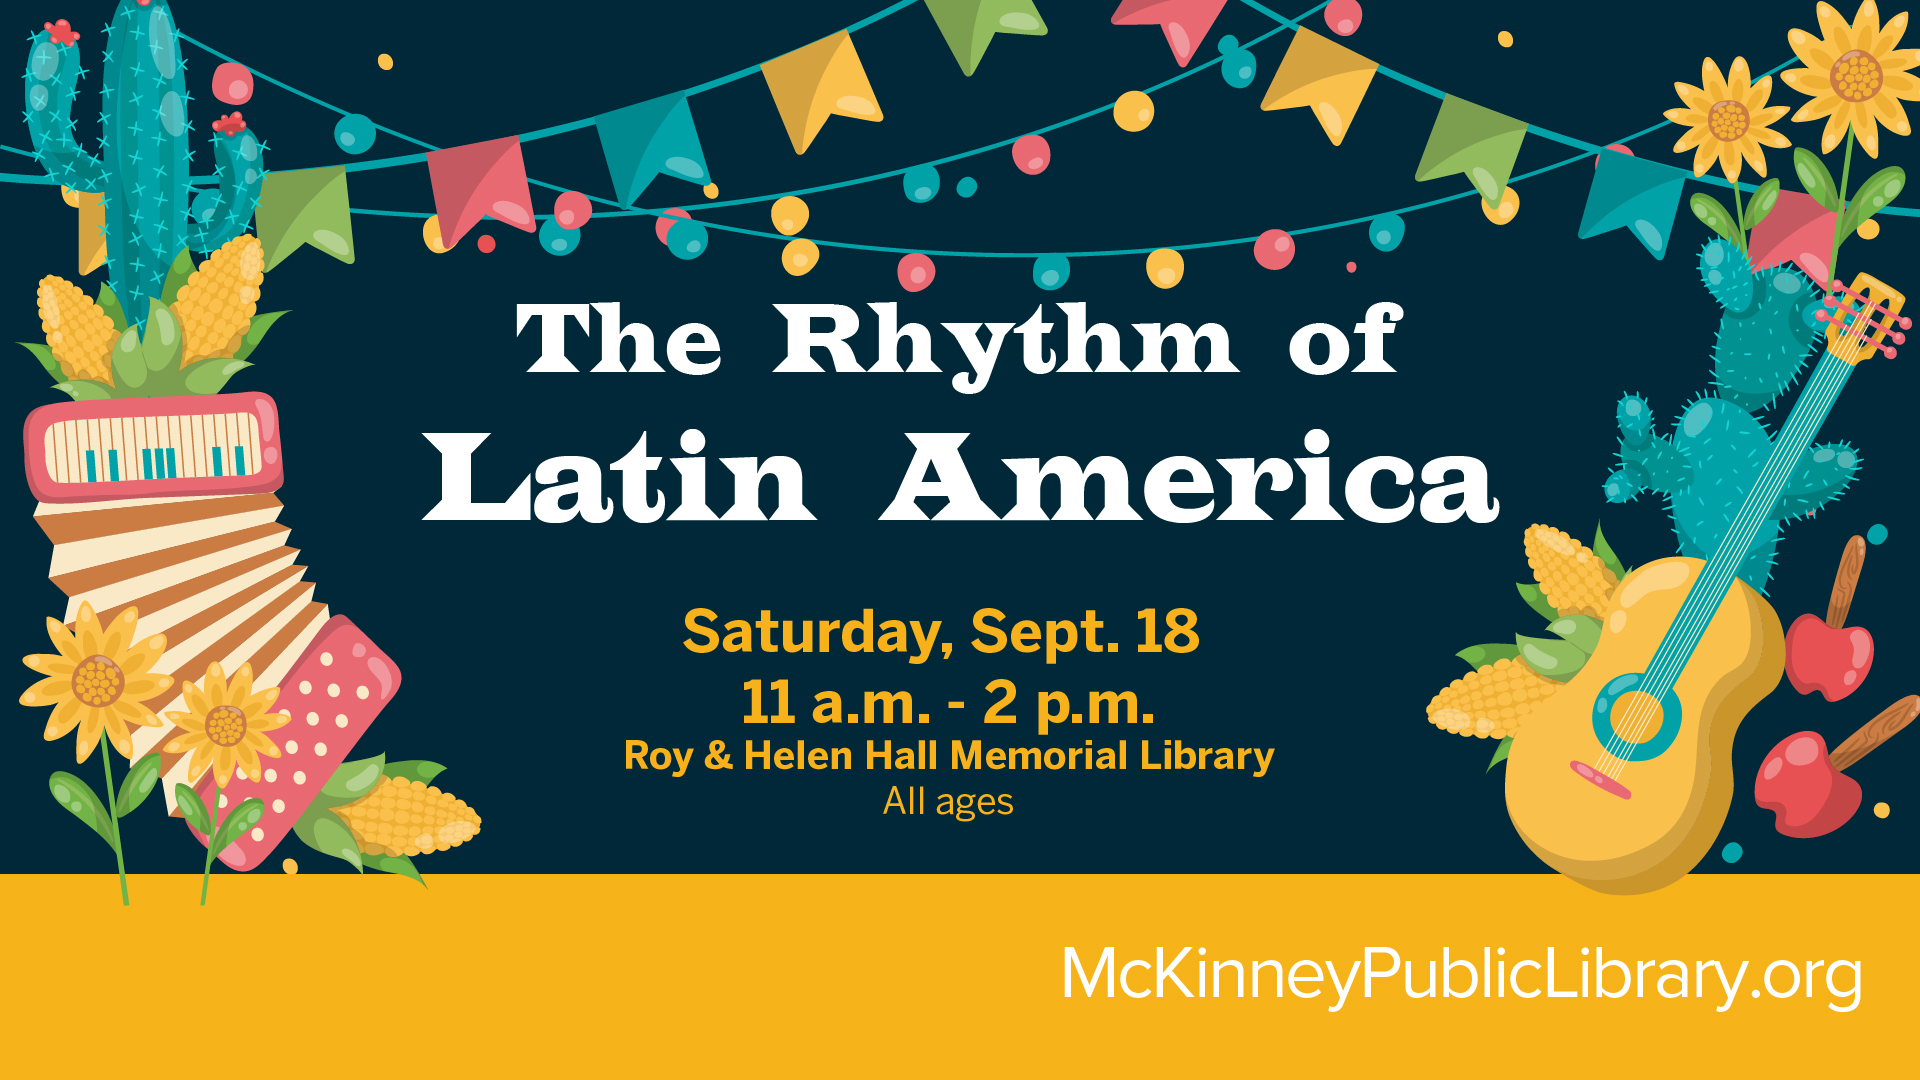 The Rhythm of
Latin America
Saturday, Sept. 18
11 a.m. - 2 p.m.
Roy & Helen Hall Memorial Library
All ages
McKinneyPublicLibrary.org